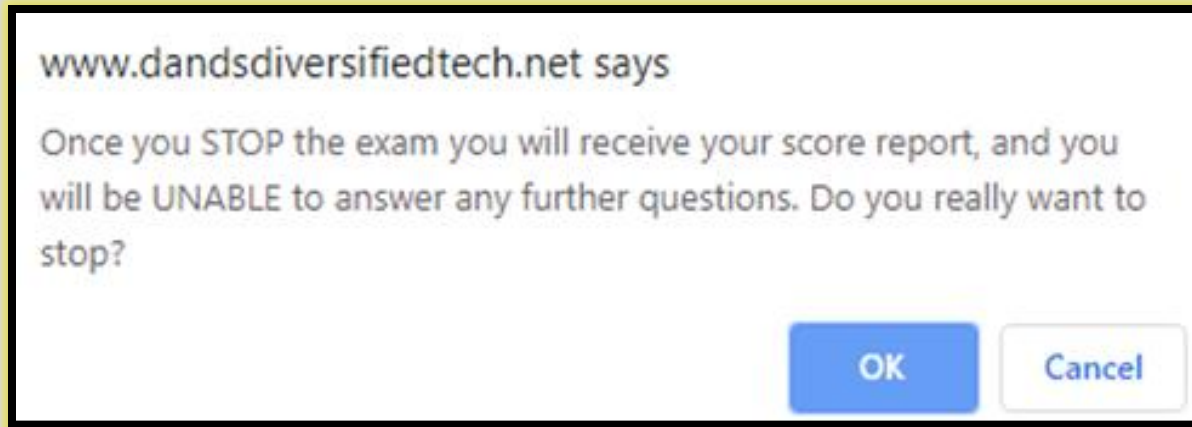 www.dandsdiversifiedtech.net says
Once you STOP the exam you will receive your score report, and you
will be UNABLE to answer any further questions. Do you really want to
stop?
OK
Cancel